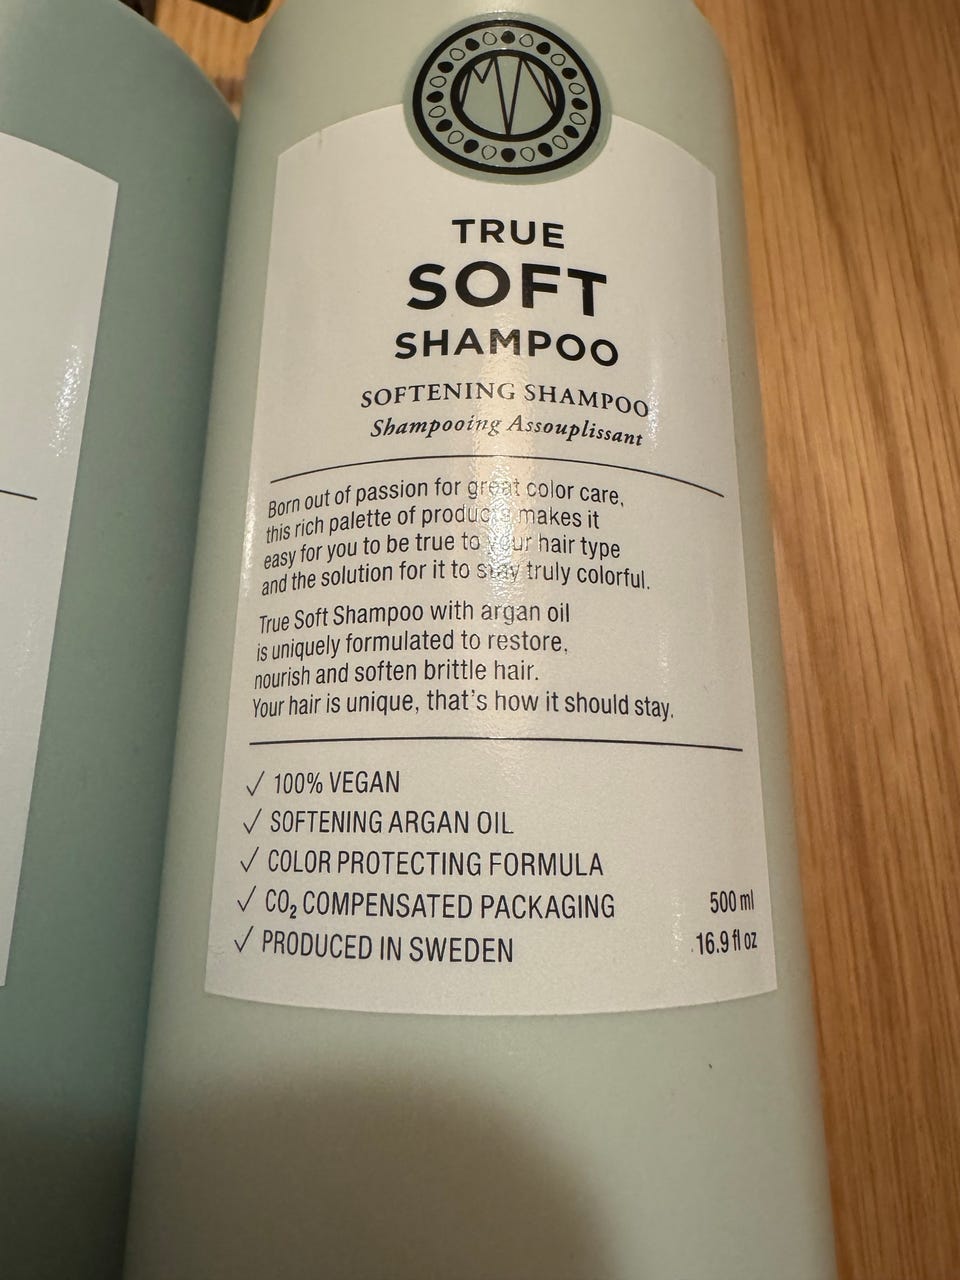 TRUE
SOFT
SHAMPOO
SOFTENING SHAMPOO
Shampooing Assouplissant
Born out of passion for great color care,
this rich palette of products makes it
easy for you to be true to your hair type
and the solution for it to stay truly colorful.
True Soft Shampoo with argan oil
is uniquely formulated to restore,
nourish and soften brittle hair.
Your hair is unique, that's how it should stay.
✓ 100% VEGAN
✓ SOFTENING ARGAN OIL
✓ COLOR PROTECTING FORMULA
✓ CO₂ COMPENSATED PACKAGING
500 ml
✓ PRODUCED IN SWEDEN
16.9 fl oz